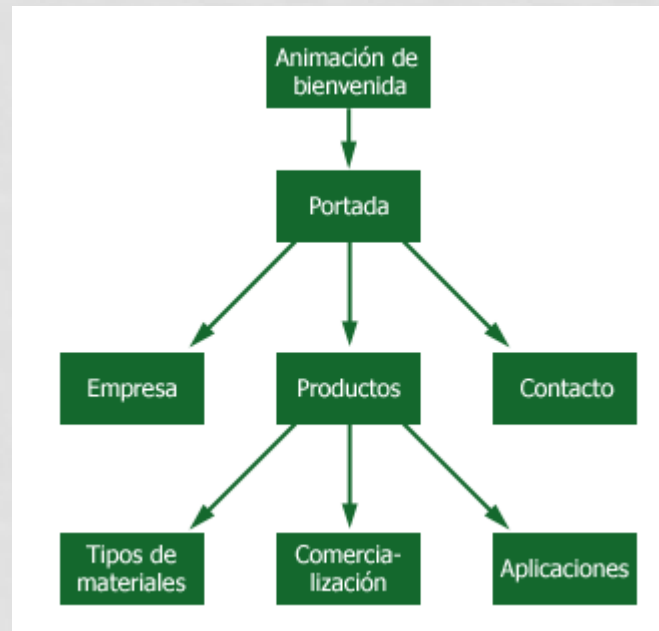 Animación de
bienvenida
Portada
Empresa
Productos
Contacto
Tipos de
materiales
Comercia-
lización
Aplicaciones